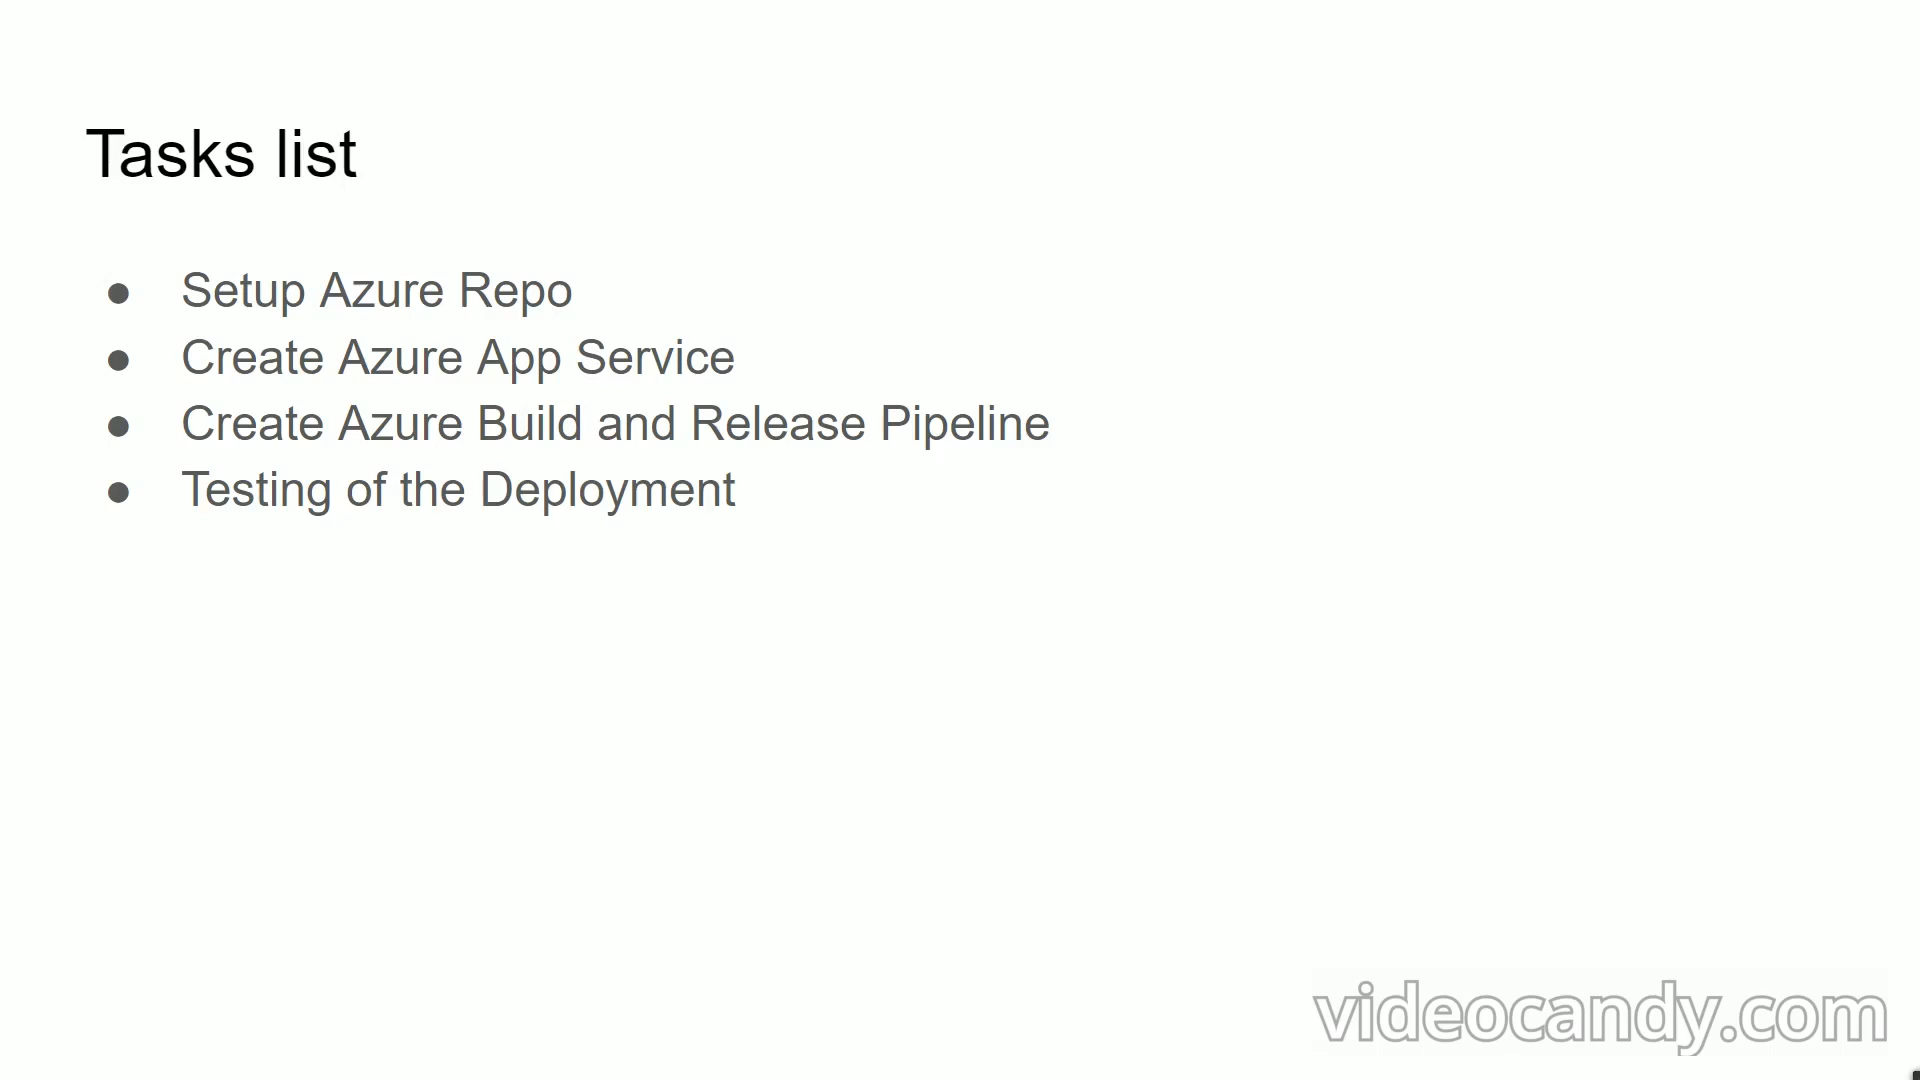 Tasks list
● Setup Azure Repo
● Create Azure App Service
● Create Azure Build and Release Pipeline
● Testing of the Deployment
videocandy.com